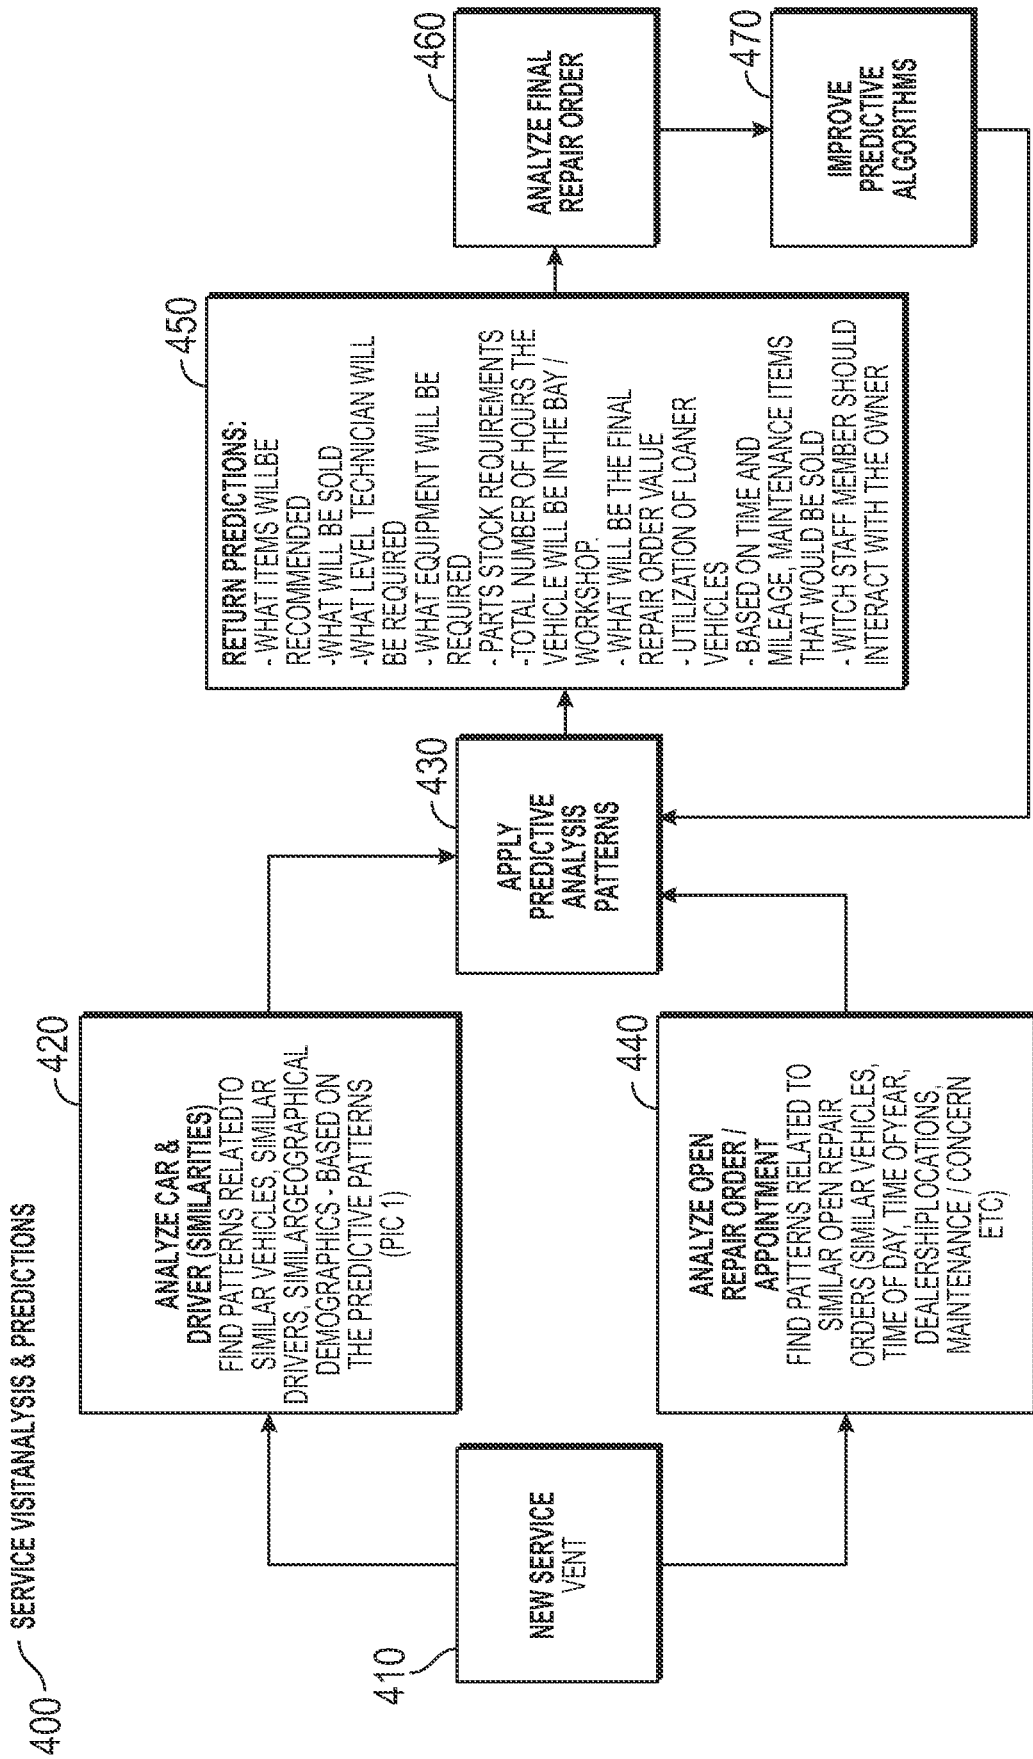 400
SERVICE VISITANALYSIS & PREDICTIONS
410
NEW SERVICE
VENT
420
ANALYZE CAR &
DRIVER (SIMILARITIES)
FIND PATTERNS RELATEDTO
SIMILAR VEHICLES, SIMILAR
DRIVERS, SIMILARGEOGRAPHICAL
DEMOGRAPHICS - BASED ON
THE PREDICTIVE PATTERNS
(PIC 1)
440
ANALYZE OPEN
REPAIR ORDER /
APPOINTMENT
FIND PATTERNS RELATED TO
SIMILAR OPEN REPAIR
ORDERS (SIMILAR VEHICLES,
TIME OF DAY, TIME OFYEAR,
DEALERSHIPLOCATIONS,
MAINTENANCE / CONCERN
ETC)
430
APPLY
PREDICTIVE
ANALYSIS
PATTERNS
450
RETURN PREDICTIONS:
- WHAT ITEMS WILLBE
RECOMMENDED
-WHAT WILL BE SOLD
-WHAT LEVEL TECHNICIAN WILL
BE REQUIRED
- WHAT EQUIPMENT WILL BE
REQUIRED
- PARTS STOCK REQUIREMENTS
-TOTAL NUMBER OF HOURS THE
VEHICLE WILL BE INTHE BAY /
WORKSHOP.
- WHAT WILL BE THE FINAL
REPAIR ORDER VALUE
- UTILIZATION OF LOANER
VEHICLES
- BASED ON TIME AND
MILEAGE, MAINTENANCE ITEMS
THAT WOULD BE SOLD
- WITCH STAFF MEMBER SHOULD
INTERACT WITH THE OWNER
460
ANALYZE FINAL
REPAIR ORDER
470
IMPROVE
PREDICTIVE
ALGORITHMS